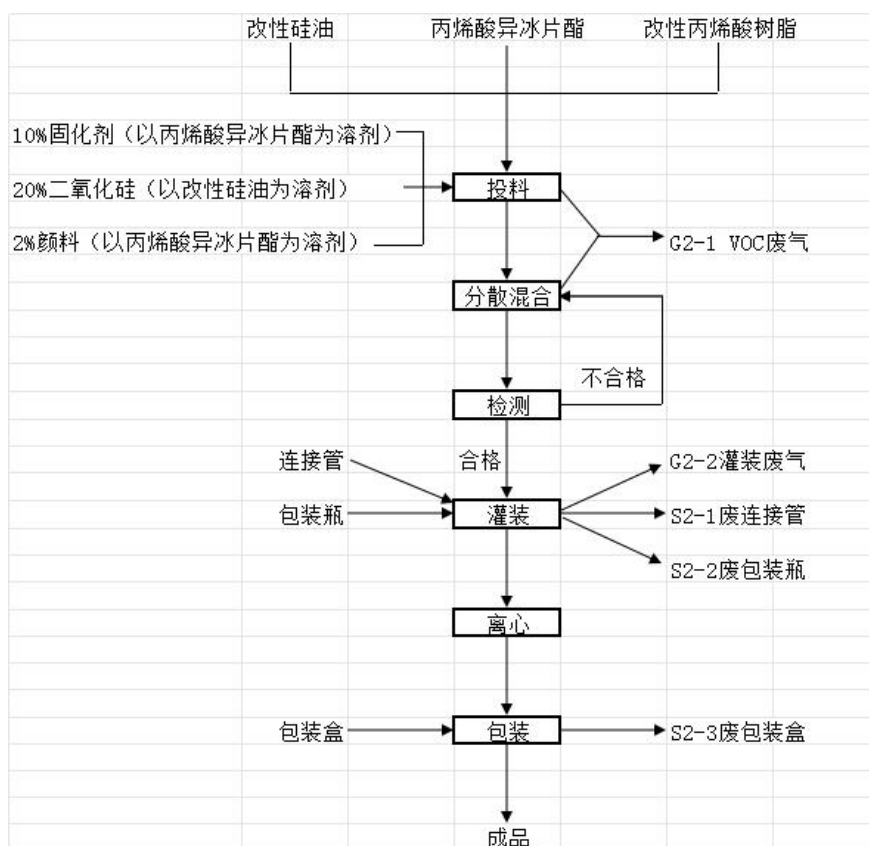 改性硅油
丙烯酸异冰片酯
改性丙烯酸树脂
10%固化剂（以丙烯酸异冰片酯为溶剂）
20%二氧化硅（以改性硅油为溶剂）
投料
2%颜料（以丙烯酸异冰片酯为溶剂）
G2-1 VOC废气
分散混合
不合格
检测
连接管
合格
G2-2灌装废气
包装瓶
灌装
S2-1废连接管
S2-2废包装瓶
离心
包装盒
包装
S2-3废包装盒
成品